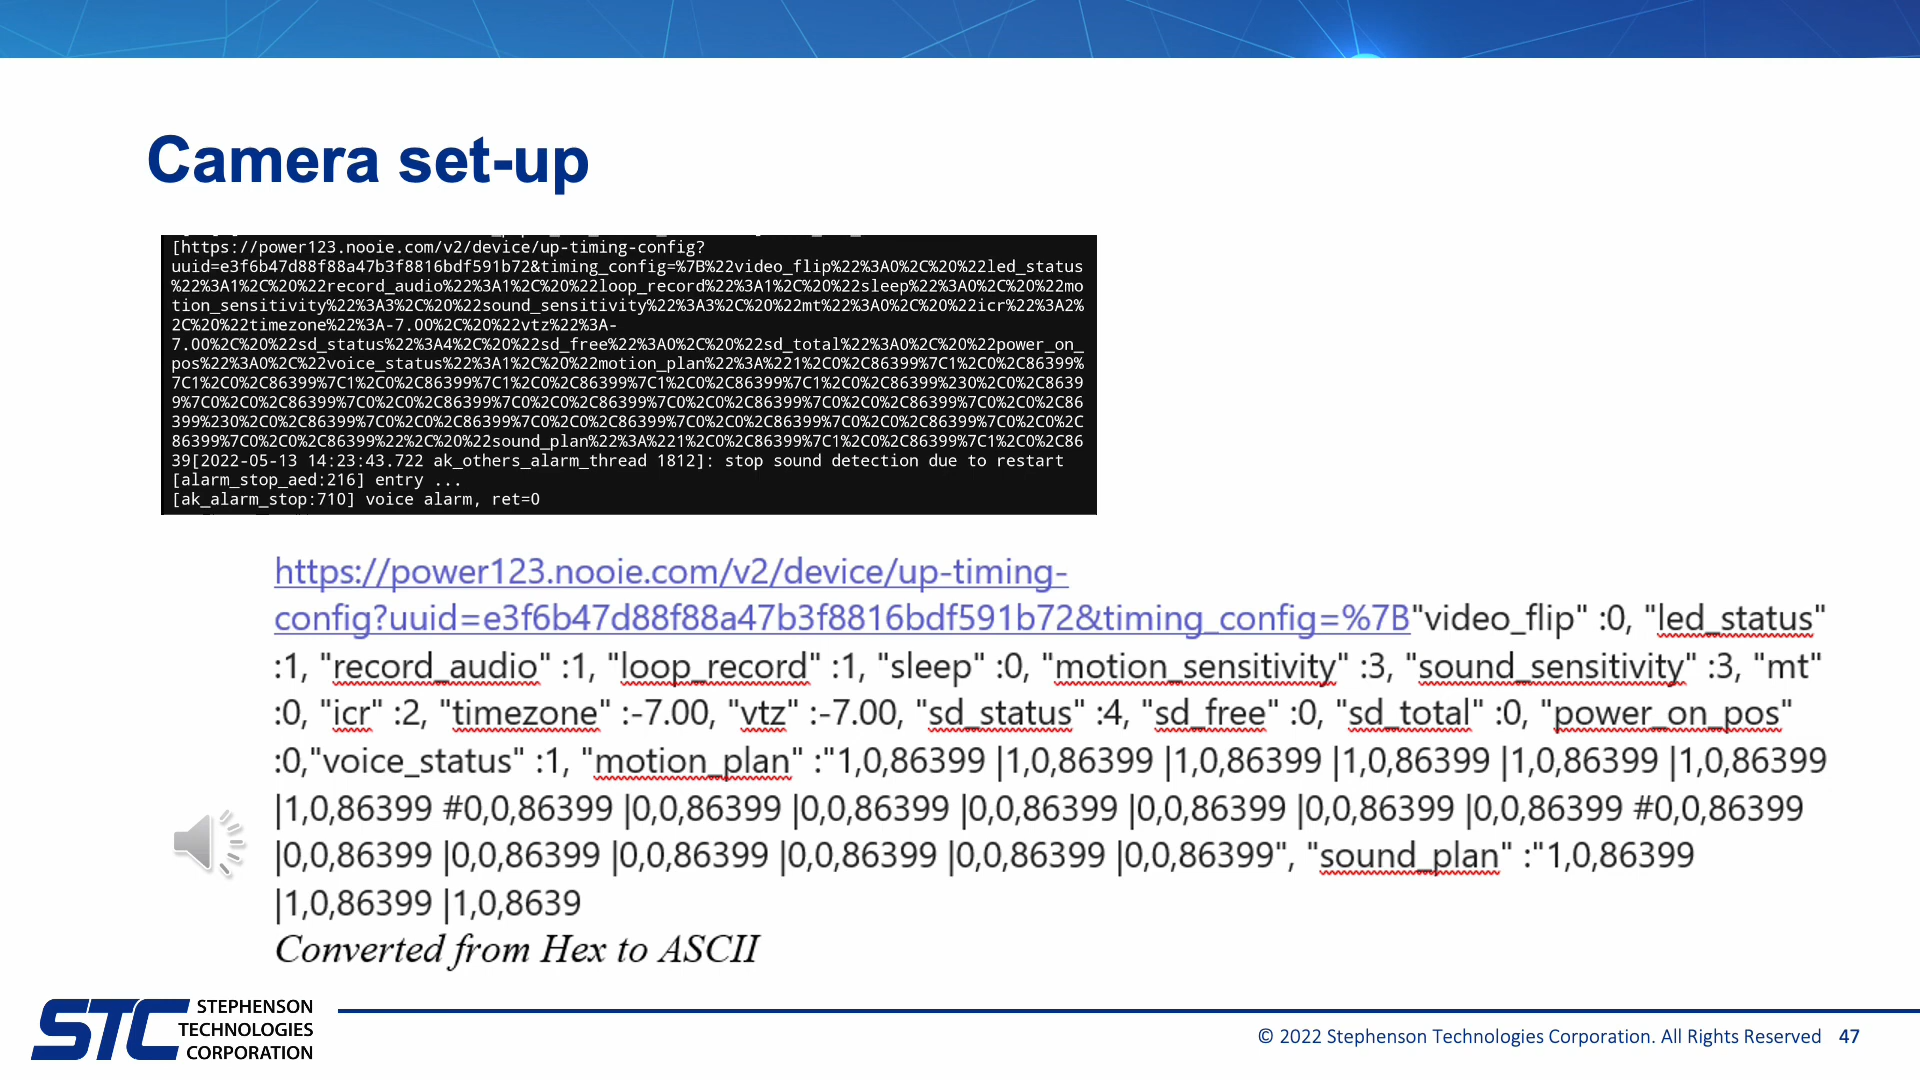 Camera set-up
[https://power123.nooie.com/v2/device/up-timing-config?
uuid=e3f6b47d88f88a47b3f8816bdf591b72&timing_config=%7B%22video_flip%22%3A0%2C%20%22led_status
%22%3A1%2C%20%22record_audio%22%3A1%2C%20%22loop_record%22%3A1%2C%20%22sleep%22%3A0%2C%20%22mo
tion_sensitivity%22%3A3%2C%20%22sound_sensitivity%22%3A3%2C%20%22mt%22%3A0%2C%20%22icr%22%3A2%
2C%20%22timezone%22%3A-7.00%2C%20%22vtz%22%3A-
7.00%2C%20%22sd_status%22%3A4%2C%20%22sd_free%22%3A0%2C%20%22sd_total%22%3A0%2C%20%22power_on_
pos%22%3A0%2C%22voice_status%22%3A1%2C%20%22motion_plan%22%3A%221%2C0%2C86399%7C1%2C0%2C86399%
7C1%2C0%2C86399%7C1%2C0%2C86399%7C1%2C0%2C86399%7C1%2C0%2C86399%7C1%2C0%2C86399%230%2C0%2C8639
9%7C0%2C0%2C86399%7C0%2C0%2C86399%7C0%2C0%2C86399%7C0%2C0%2C86399%7C0%2C0%2C86399%7C0%2C0%2C86
399%230%2C0%2C86399%7C0%2C0%2C86399%7C0%2C0%2C86399%7C0%2C0%2C86399%7C0%2C0%2C86399%7C0%2C0%2C
86399%7C0%2C0%2C86399%22%2C%20%22sound_plan%22%3A%221%2C0%2C86399%7C1%2C0%2C86399%7C1%2C0%2C86
39[2022-05-13 14:23:43.722 ak_others_alarm_thread 1812]: stop sound detection due to restart
[alarm_stop_aed:216] entry ...
[ak_alarm_stop:710] voice alarm, ret=0
https://power123.nooie.com/v2/device/up-timing-
config?uuid=e3f6b47d88f88a47b3f8816bdf591b72&timing_config=%7B"video_flip" :0, "led_status"
:1, "record_audio" :1, "loop_record" :1, "sleep" :0, "motion_sensitivity" :3, "sound_sensitivity" :3, "mt"
:0, "icr" :2, "timezone" :-7.00, "vtz" :-7.00, "sd_status" :4, "sd_free" :0, "sd_total" :0, "power_on_pos"
:0,"voice_status" :1, "motion_plan" :"1,0,86399 |1,0,86399 |1,0,86399 |1,0,86399 |1,0,86399 |1,0,86399
|1,0,86399 #0,0,86399 |0,0,86399 |0,0,86399 |0,0,86399 |0,0,86399 |0,0,86399 |0,0,86399 #0,0,86399
|0,0,86399 |0,0,86399 |0,0,86399 |0,0,86399 |0,0,86399 |0,0,86399", "sound_plan" :"1,0,86399
|1,0,86399 |1,0,8639
Converted from Hex to ASCII
STC
STEPHENSON
TECHNOLOGIES
CORPORATION
© 2022 Stephenson Technologies Corporation. All Rights Reserved 47